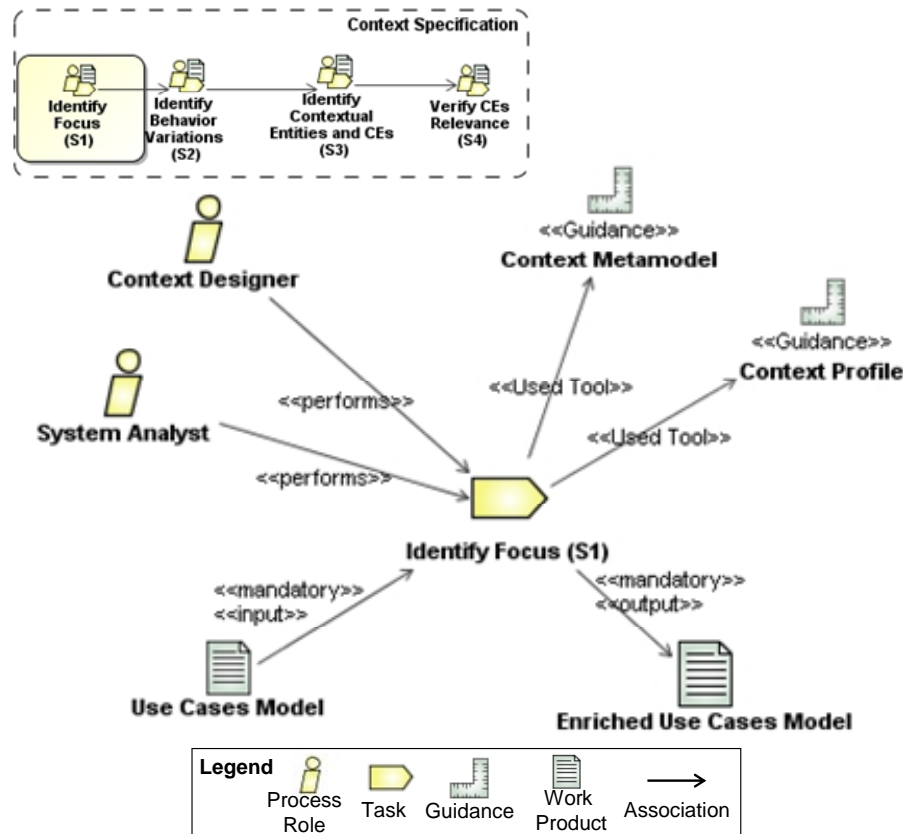 Context Specification
Identify
Focus
(S1)
Identify
Behavior
Variations
(S2)
Identify
Contextual
Entities and CEs
(S3)
Verify CEs
Relevance
(S4)
<<Guidance>>
Context Metamodel
Context Designer
<<Guidance>>
Context Profile
<<Used Tool>>
<<performs>>
System Analyst
<<Used Tool>>
<<performs>>
Identify Focus (S1)
<<mandatory>>
<<input>>
<<mandatory>>
<<output>>
Use Cases Model
Enriched Use Cases Model
Legend
Process
Role
Task
Guidance
Work
Product
Association